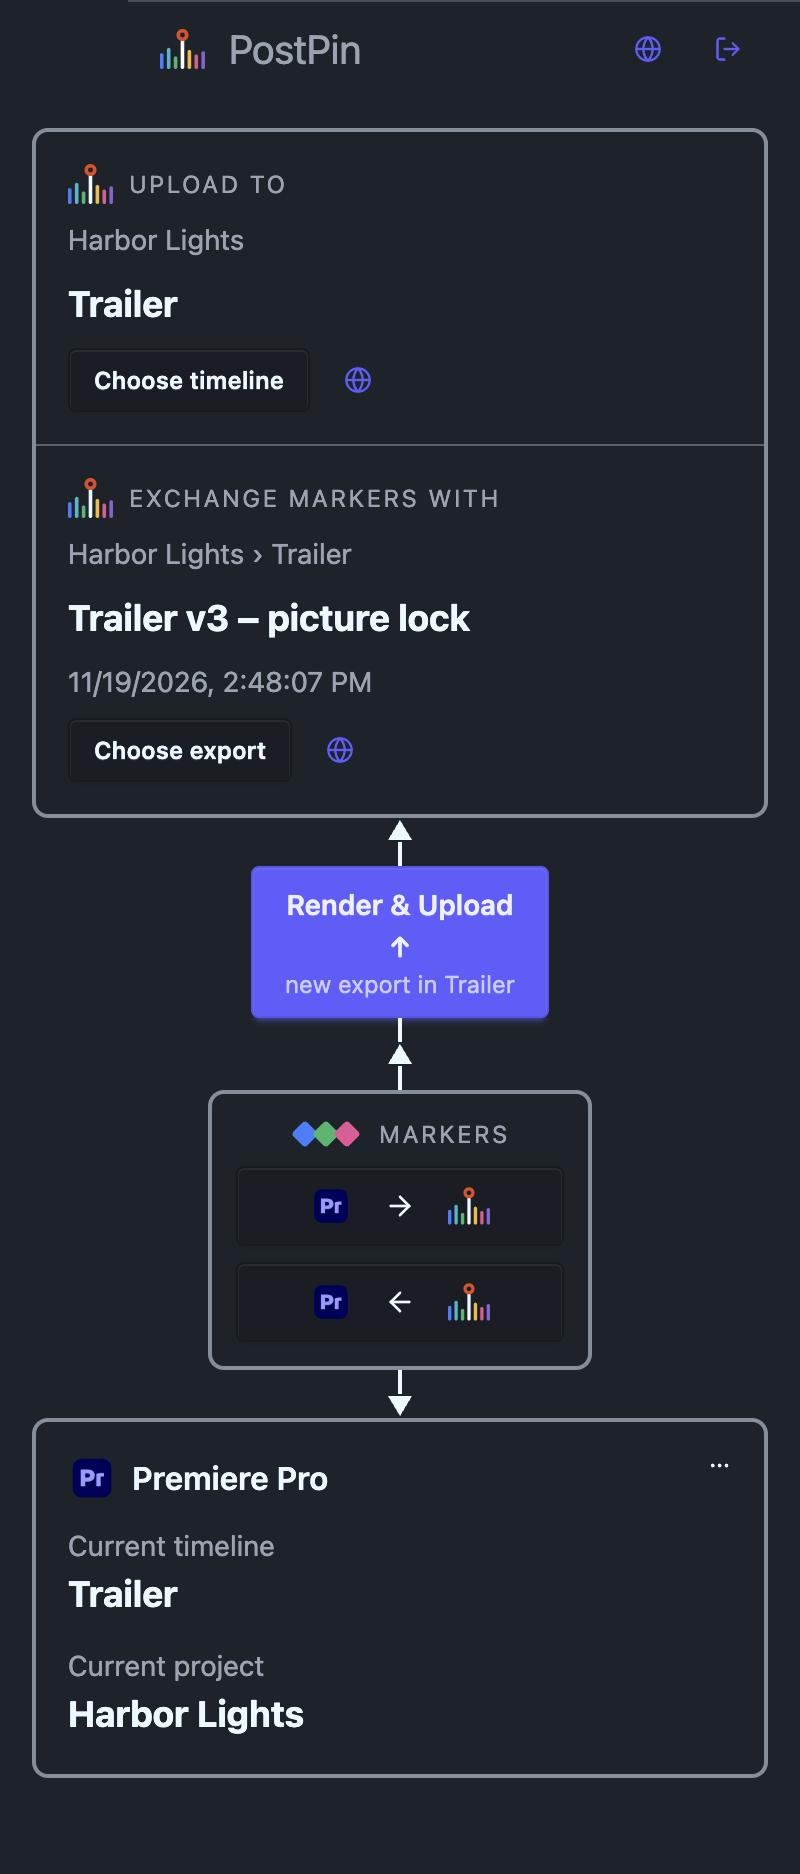 PostPin
UPLOAD TO
Harbor Lights
Trailer
Choose timeline
EXCHANGE MARKERS WITH
Harbor Lights › Trailer
Trailer v3 – picture lock
11/19/2026, 2:48:07 PM
Choose export
Render & Upload
new export in Trailer
MARKERS
Pr
Pr
Pr Premiere Pro
Current timeline
Trailer
Current project
Harbor Lights